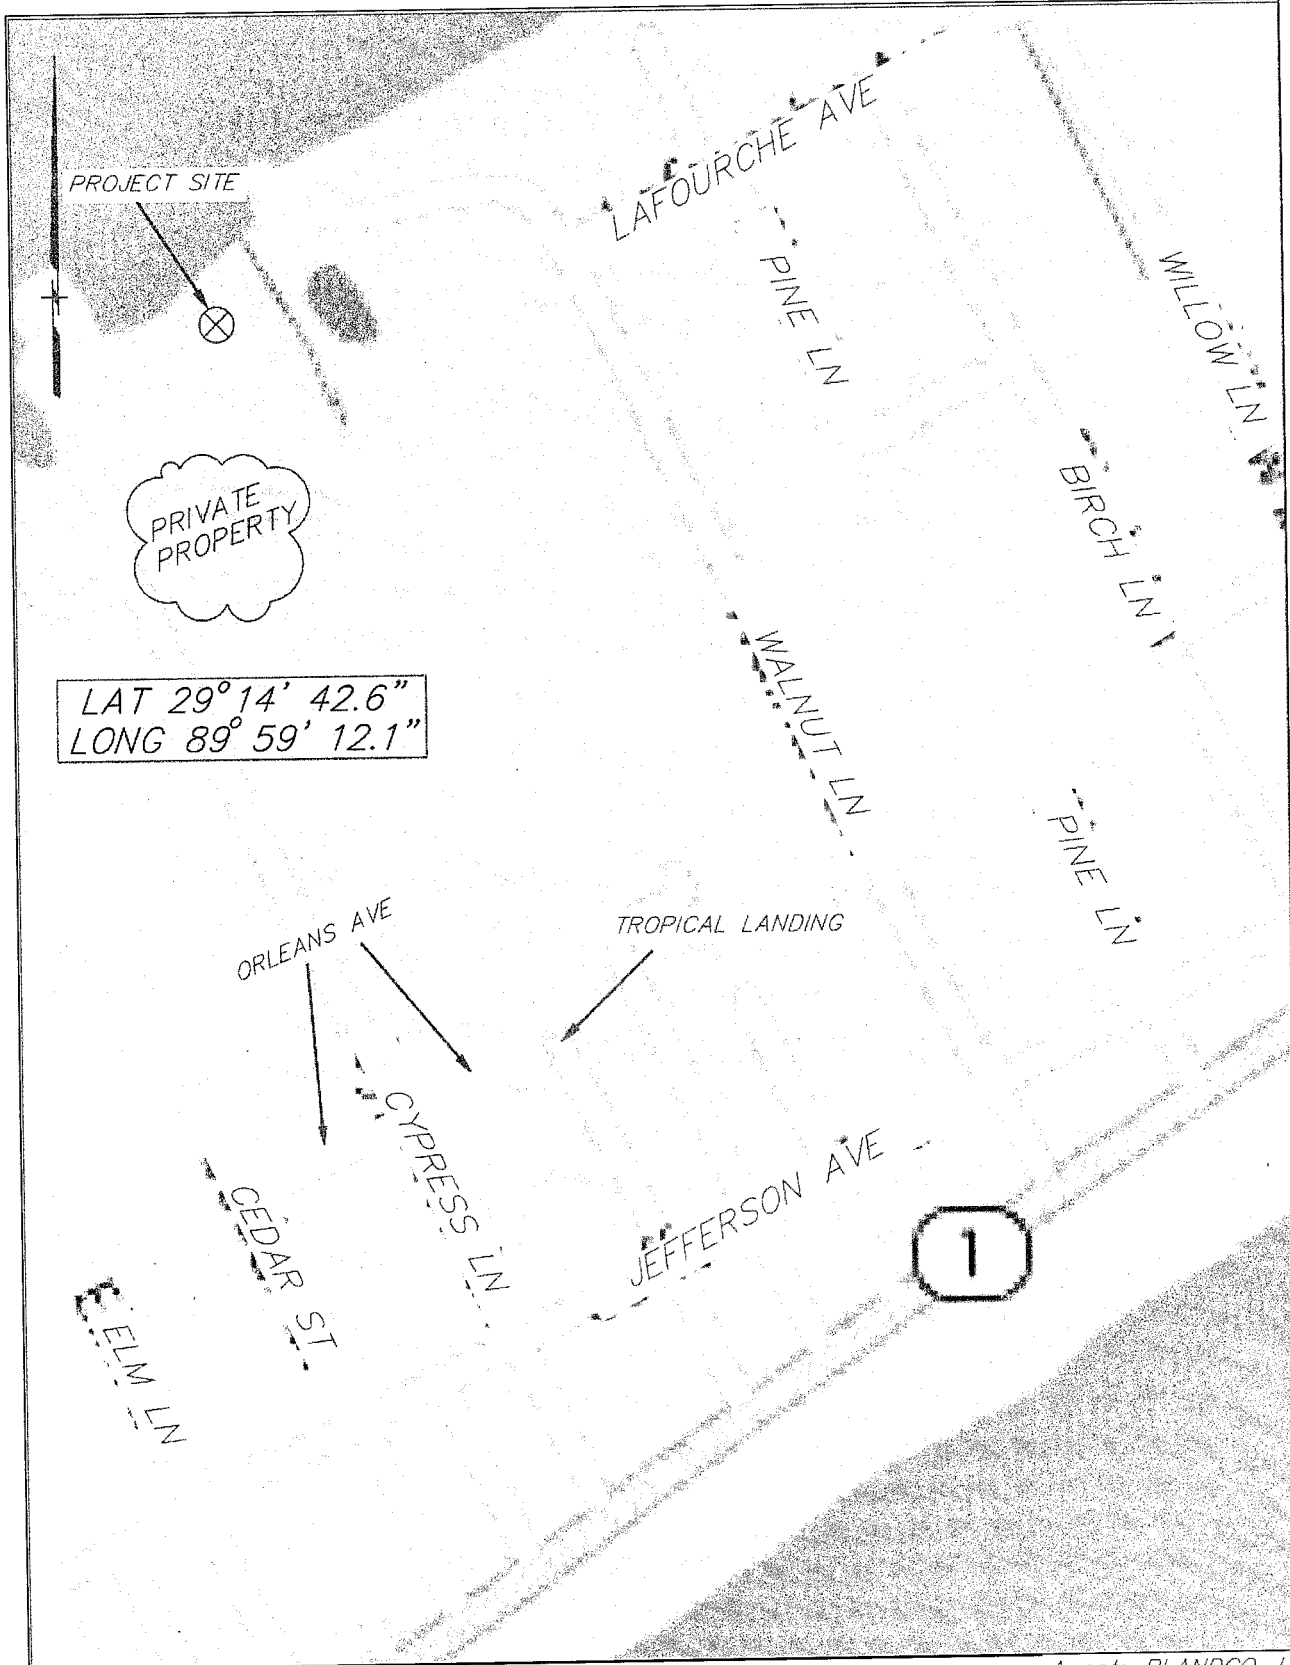 LAFOURCHE AVE
PROJECT SITE
PINE LN
WILLOW LN
PRIVATE
PROPERTY
BIRCH LN
LAT 29° 14' 42.6"
LONG 89° 59' 12.1"
WALNUT LN
PINE LN
ORLEANS AVE
TROPICAL LANDING
CYPRESS LN
JEFFERSON AVE
CEDAR ST
1
E ELM LN